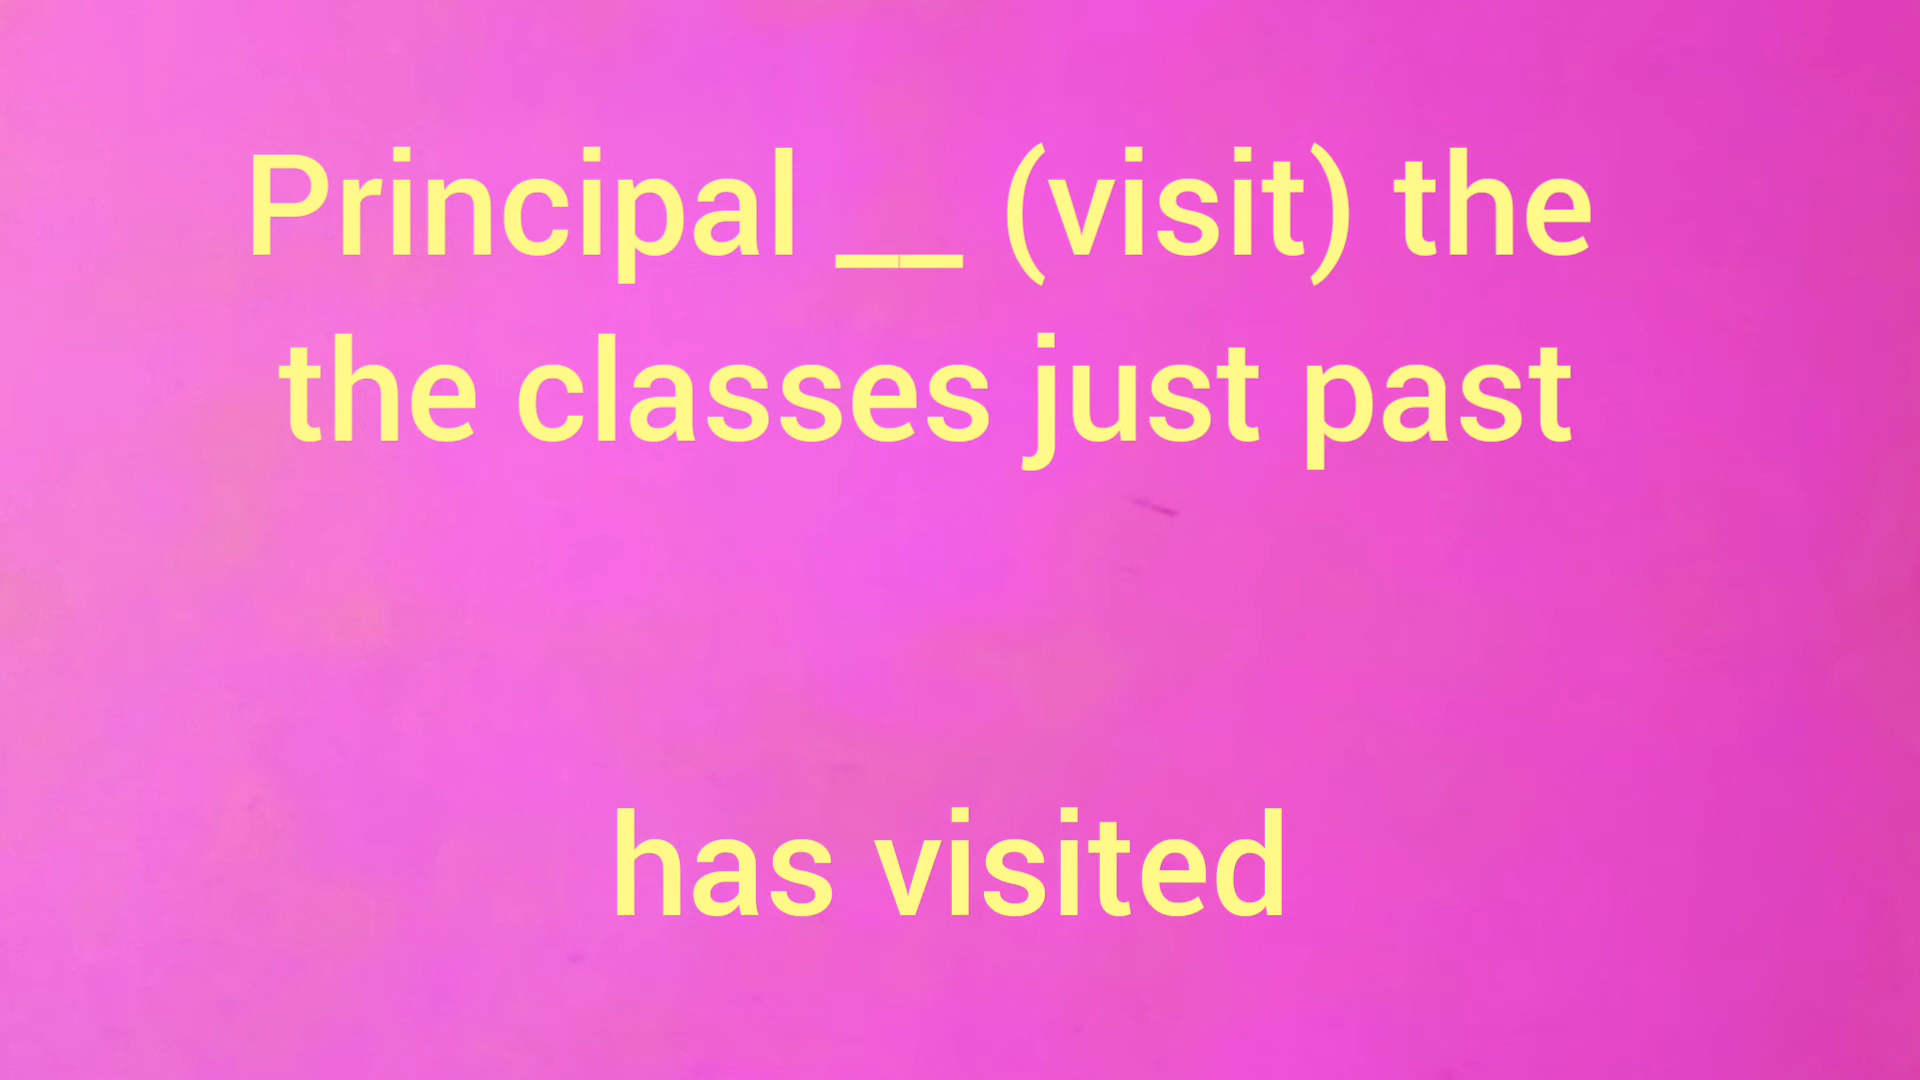 Principal __ (visit) the
the classes just past
has visited